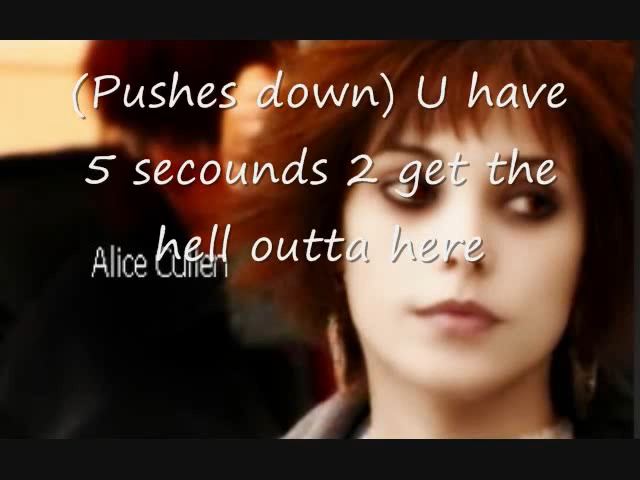 (Pushes down) U have
5 secounds 2 get the
hell outta here
Alice Cullen